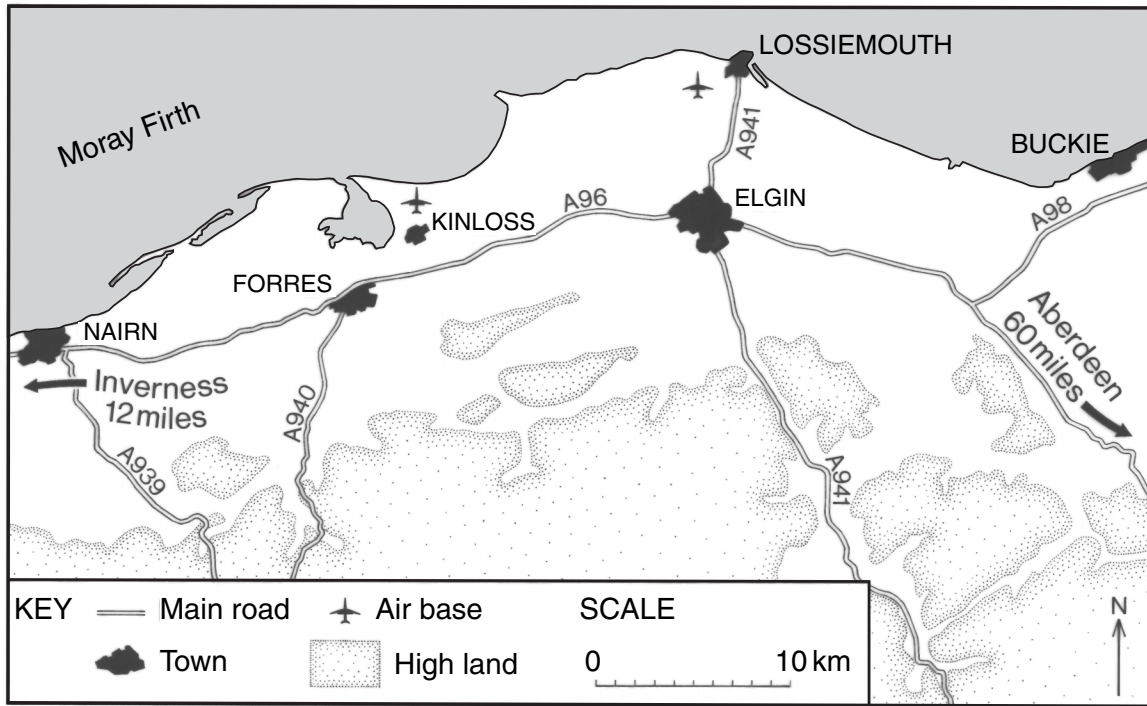 LOSSIEMOUTH
Moray Firth
A941
BUCKIE
A96
ELGIN
KINLOSS
A98
FORRES
NAIRN
Aberdeen
60 miles
Inverness
12 miles
A940
A939
A941
KEY
Main road
Air base
SCALE
N
Town
High land
0
10 km